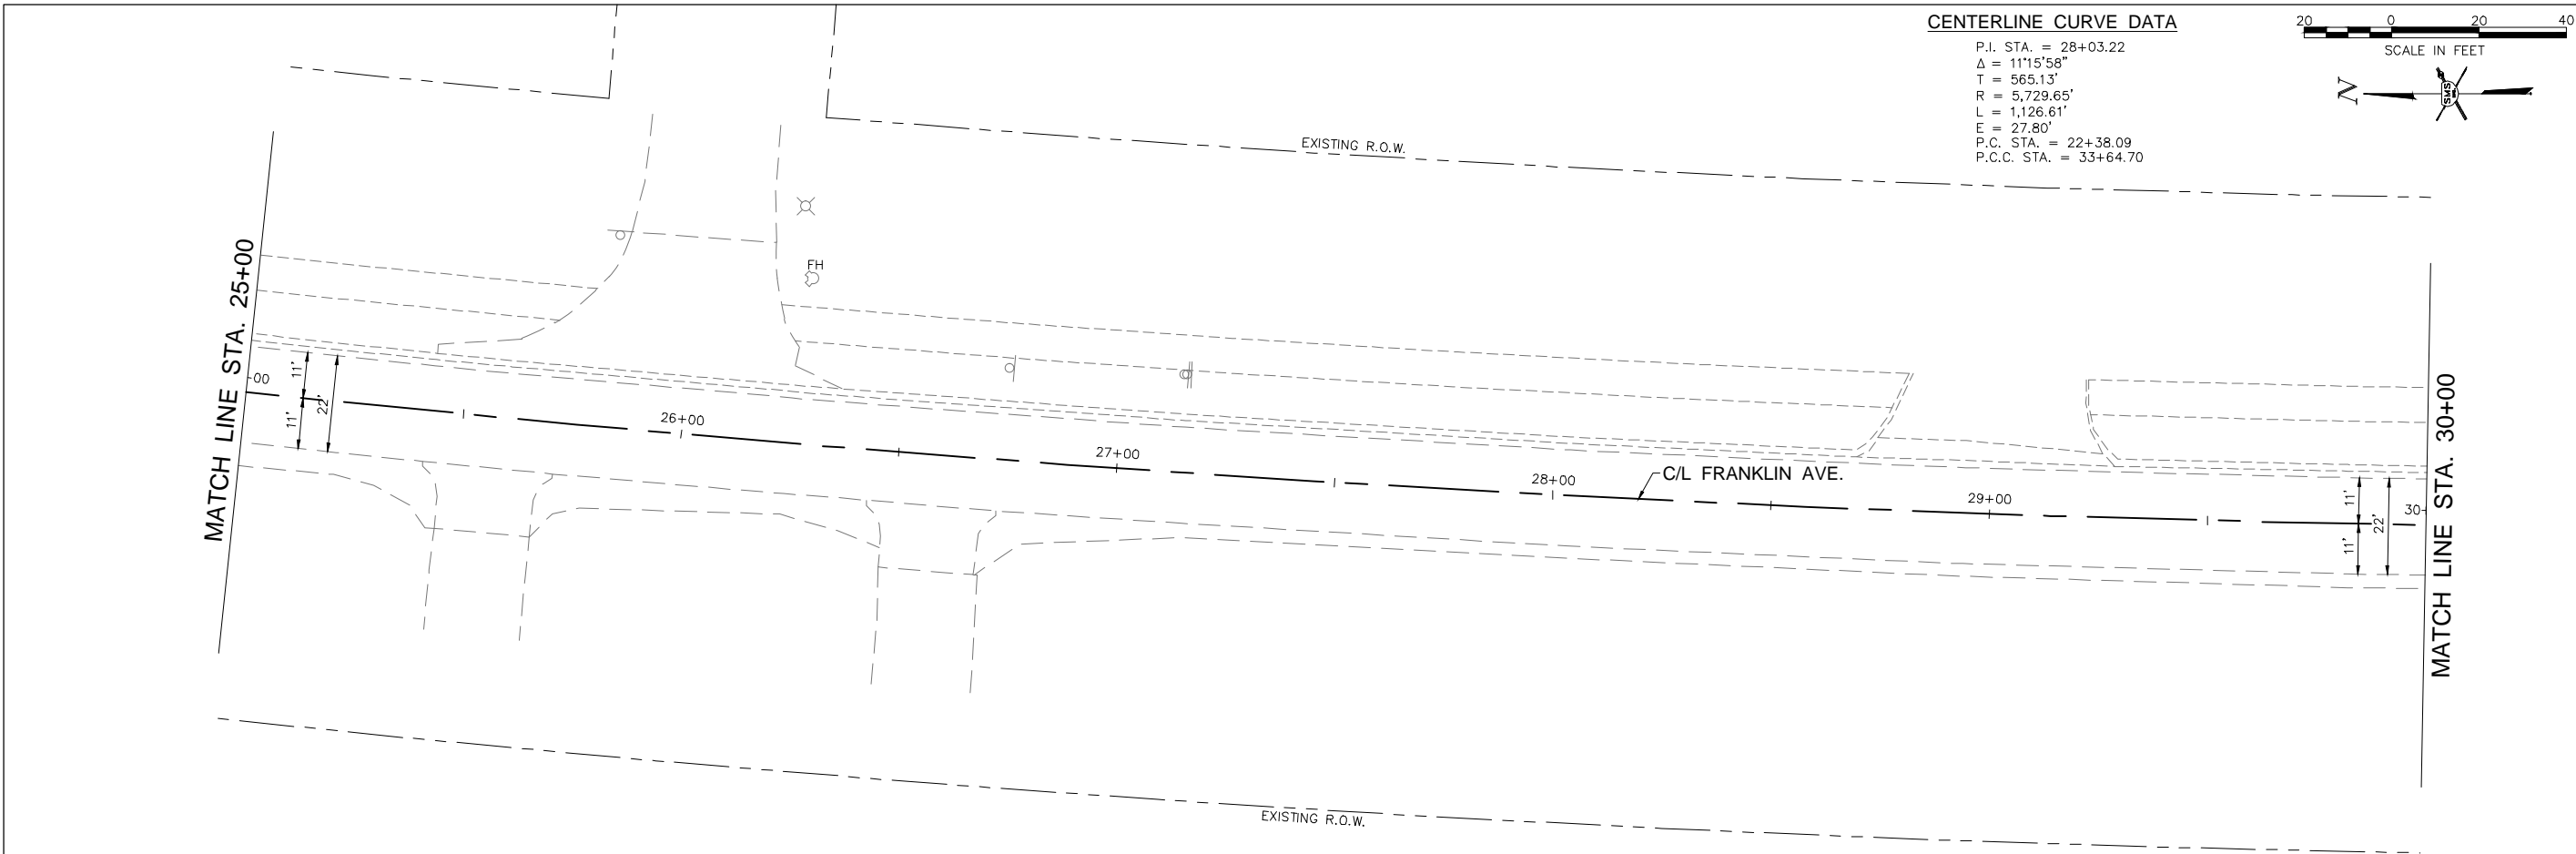 CENTERLINE CURVE DATA
P.I. STA. = 28+03.22
Δ = 11°15'58"
T = 565.13'
R = 5,729.65'
L = 1,126.61'
E = 27.80'
P.C. STA. = 22+38.09
P.C.C. STA. = 33+64.70
20 0 20 40
SCALE IN FEET
N
SMS
EXISTING R.O.W.
FH
MATCH LINE STA. 25+00
00
11'
11'
22'
26+00
27+00
28+00
C/L FRANKLIN AVE.
29+00
30
11'
11'
22'
MATCH LINE STA. 30+00
EXISTING R.O.W.